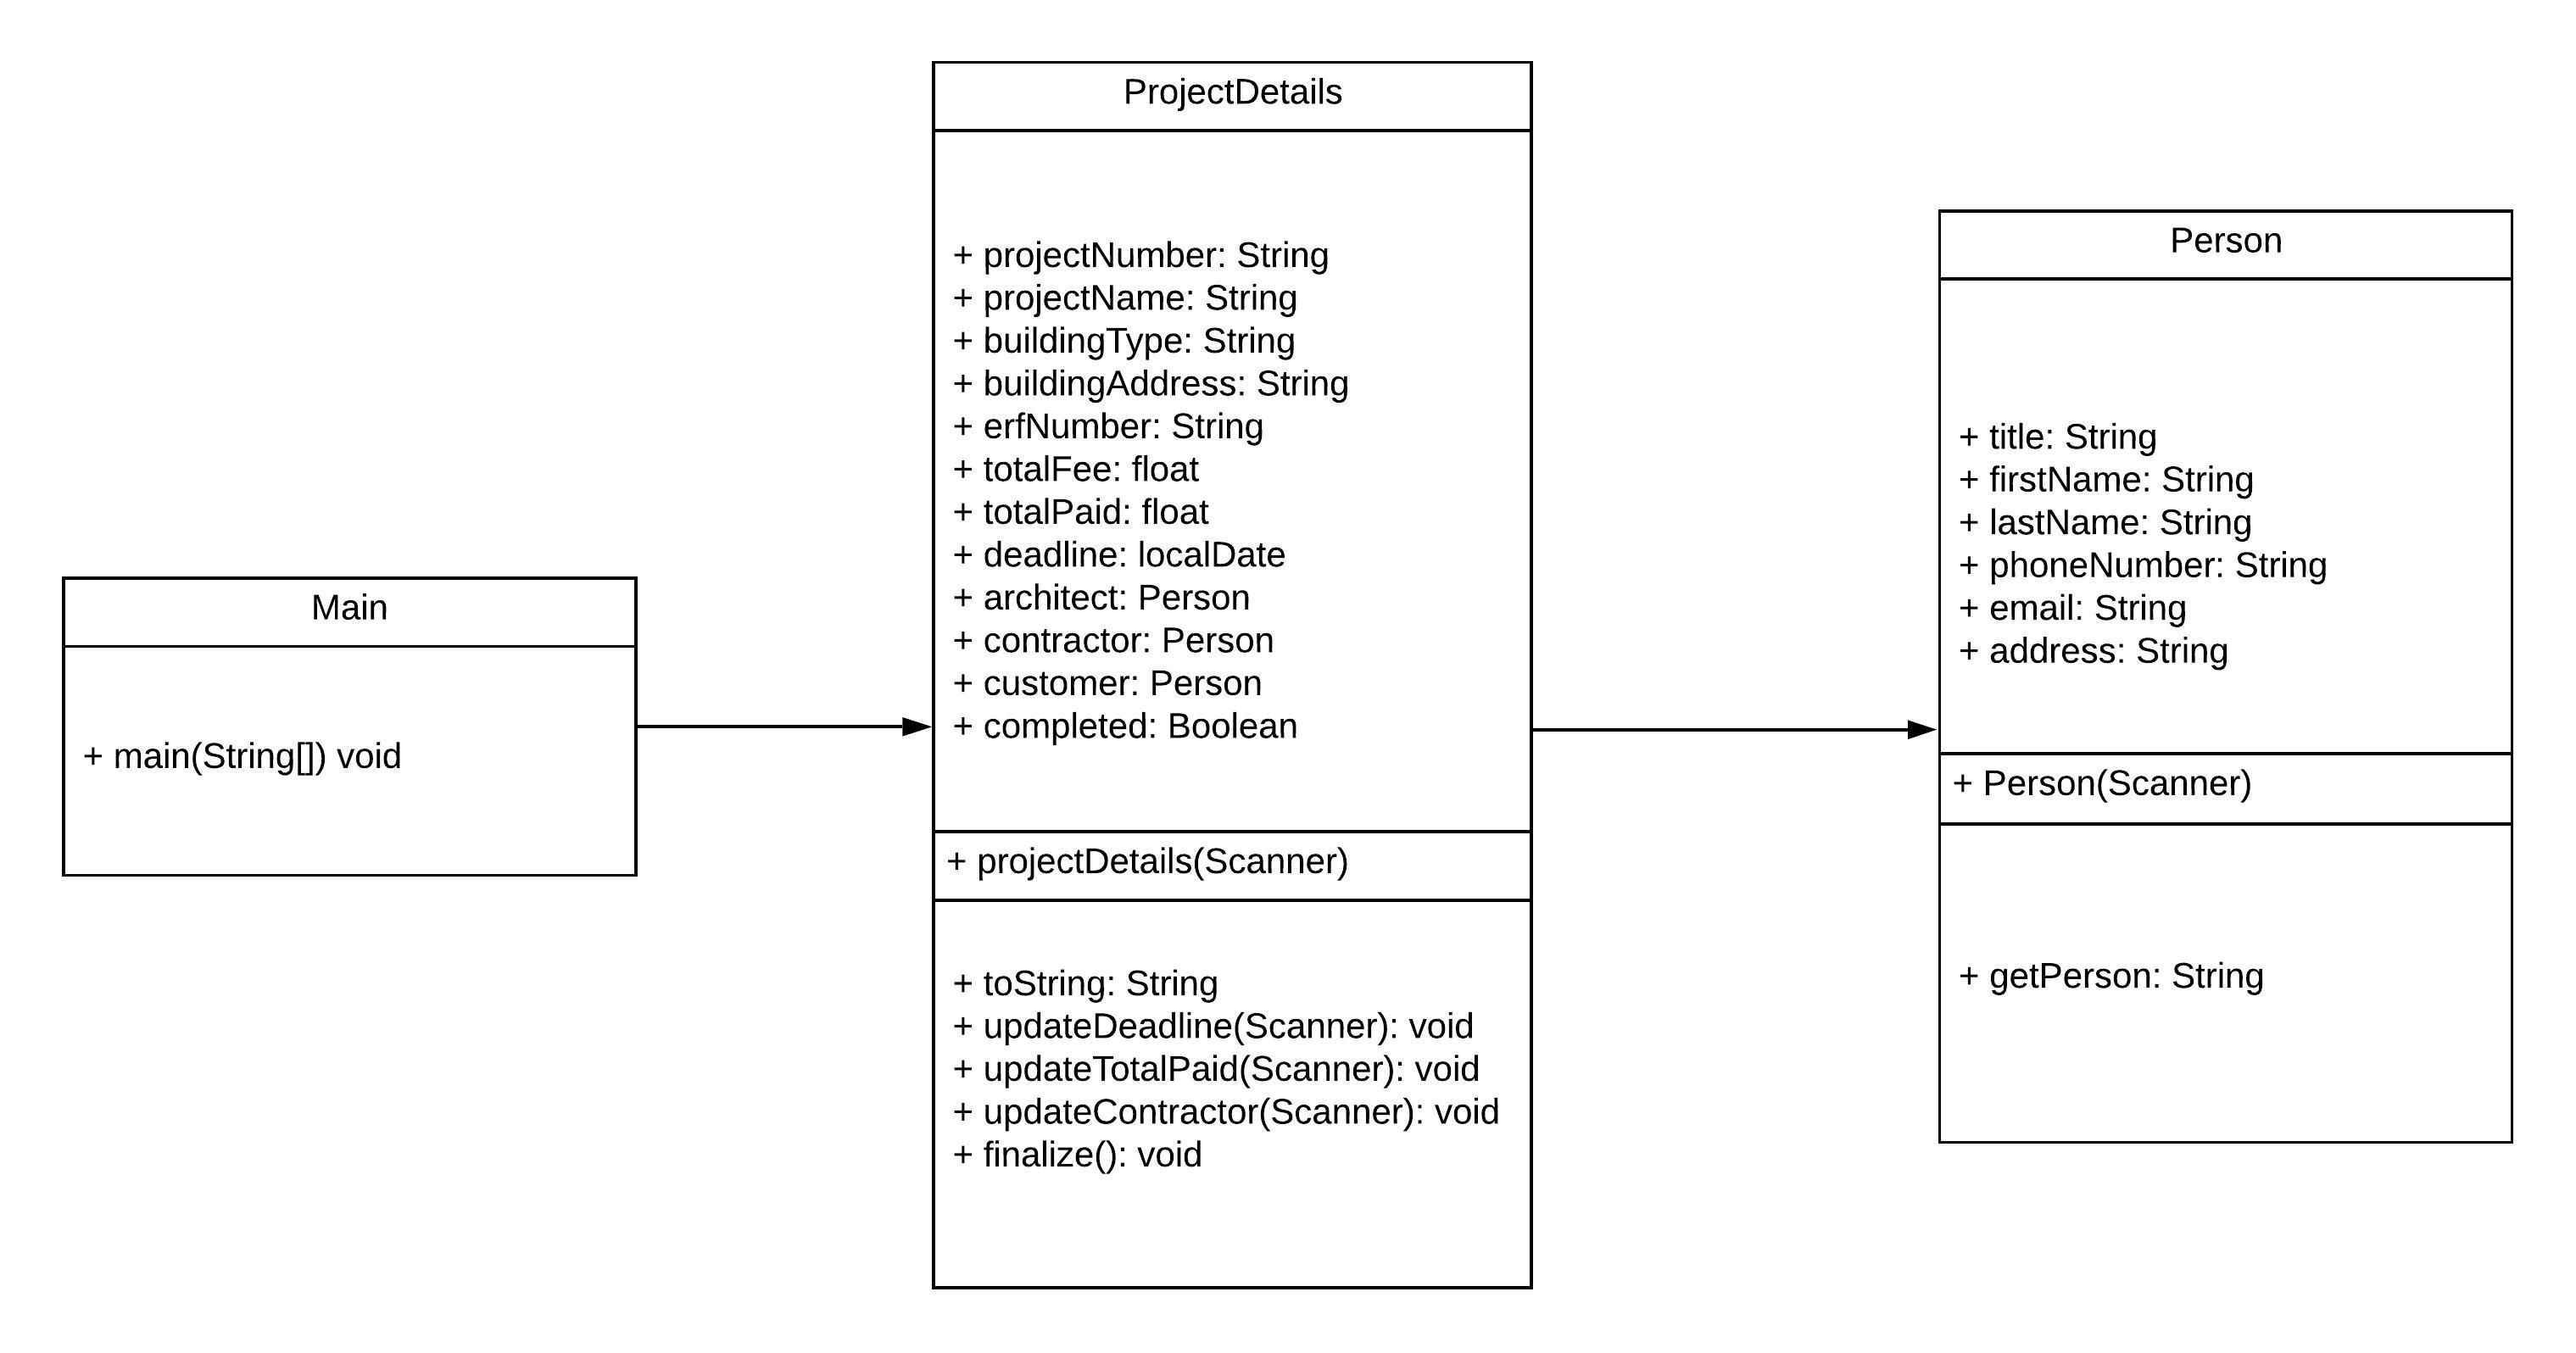 Main
+ main(String[]) void
ProjectDetails
+ projectNumber: String
+ projectName: String
+ buildingType: String
+ buildingAddress: String
+ erfNumber: String
+ totalFee: float
+ totalPaid: float
+ deadline: localDate
+ architect: Person
+ contractor: Person
+ customer: Person
+ completed: Boolean
+ projectDetails(Scanner)
+ toString: String
+ updateDeadline(Scanner): void
+ updateTotalPaid(Scanner): void
+ updateContractor(Scanner): void
+ finalize(): void
Person
+ title: String
+ firstName: String
+ lastName: String
+ phoneNumber: String
+ email: String
+ address: String
+ Person(Scanner)
+ getPerson: String